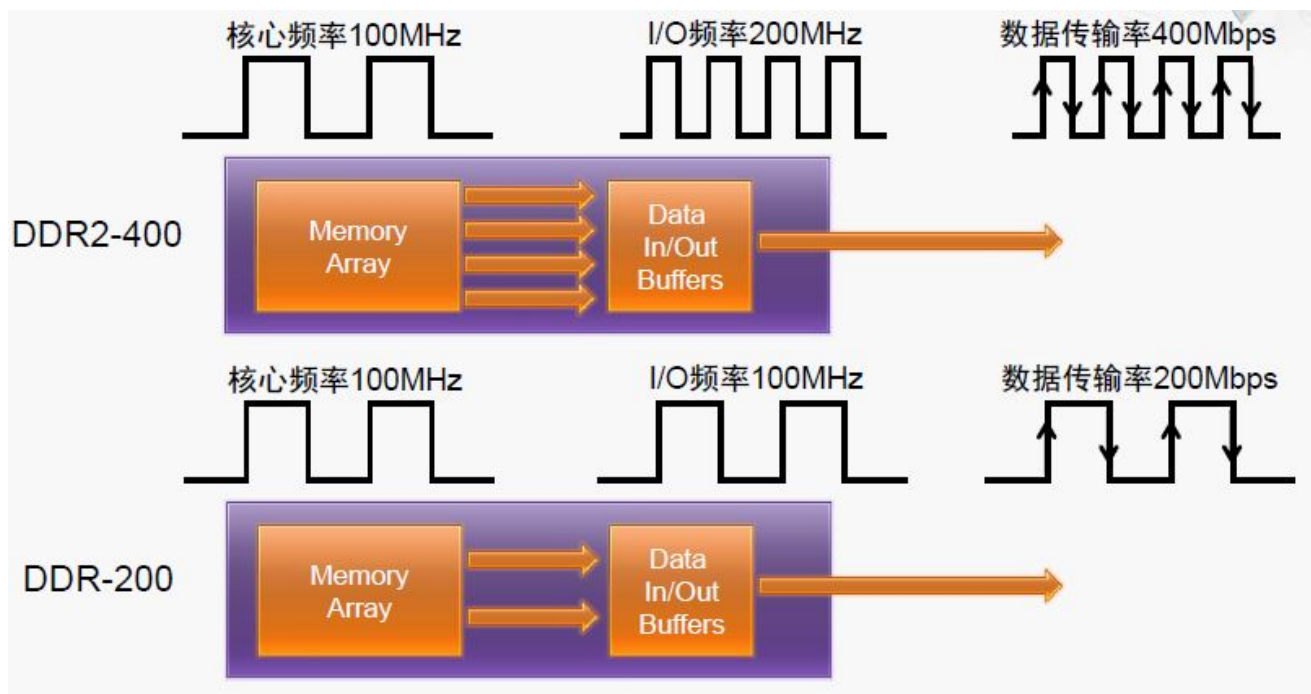 核心频率100MHz
I/O频率200MHz
数据传输率400Mbps
DDR2-400
Memory
Array
Data
In/Out
Buffers
核心频率100MHz
I/O频率100MHz
数据传输率200Mbps
DDR-200
Memory
Array
Data
In/Out
Buffers